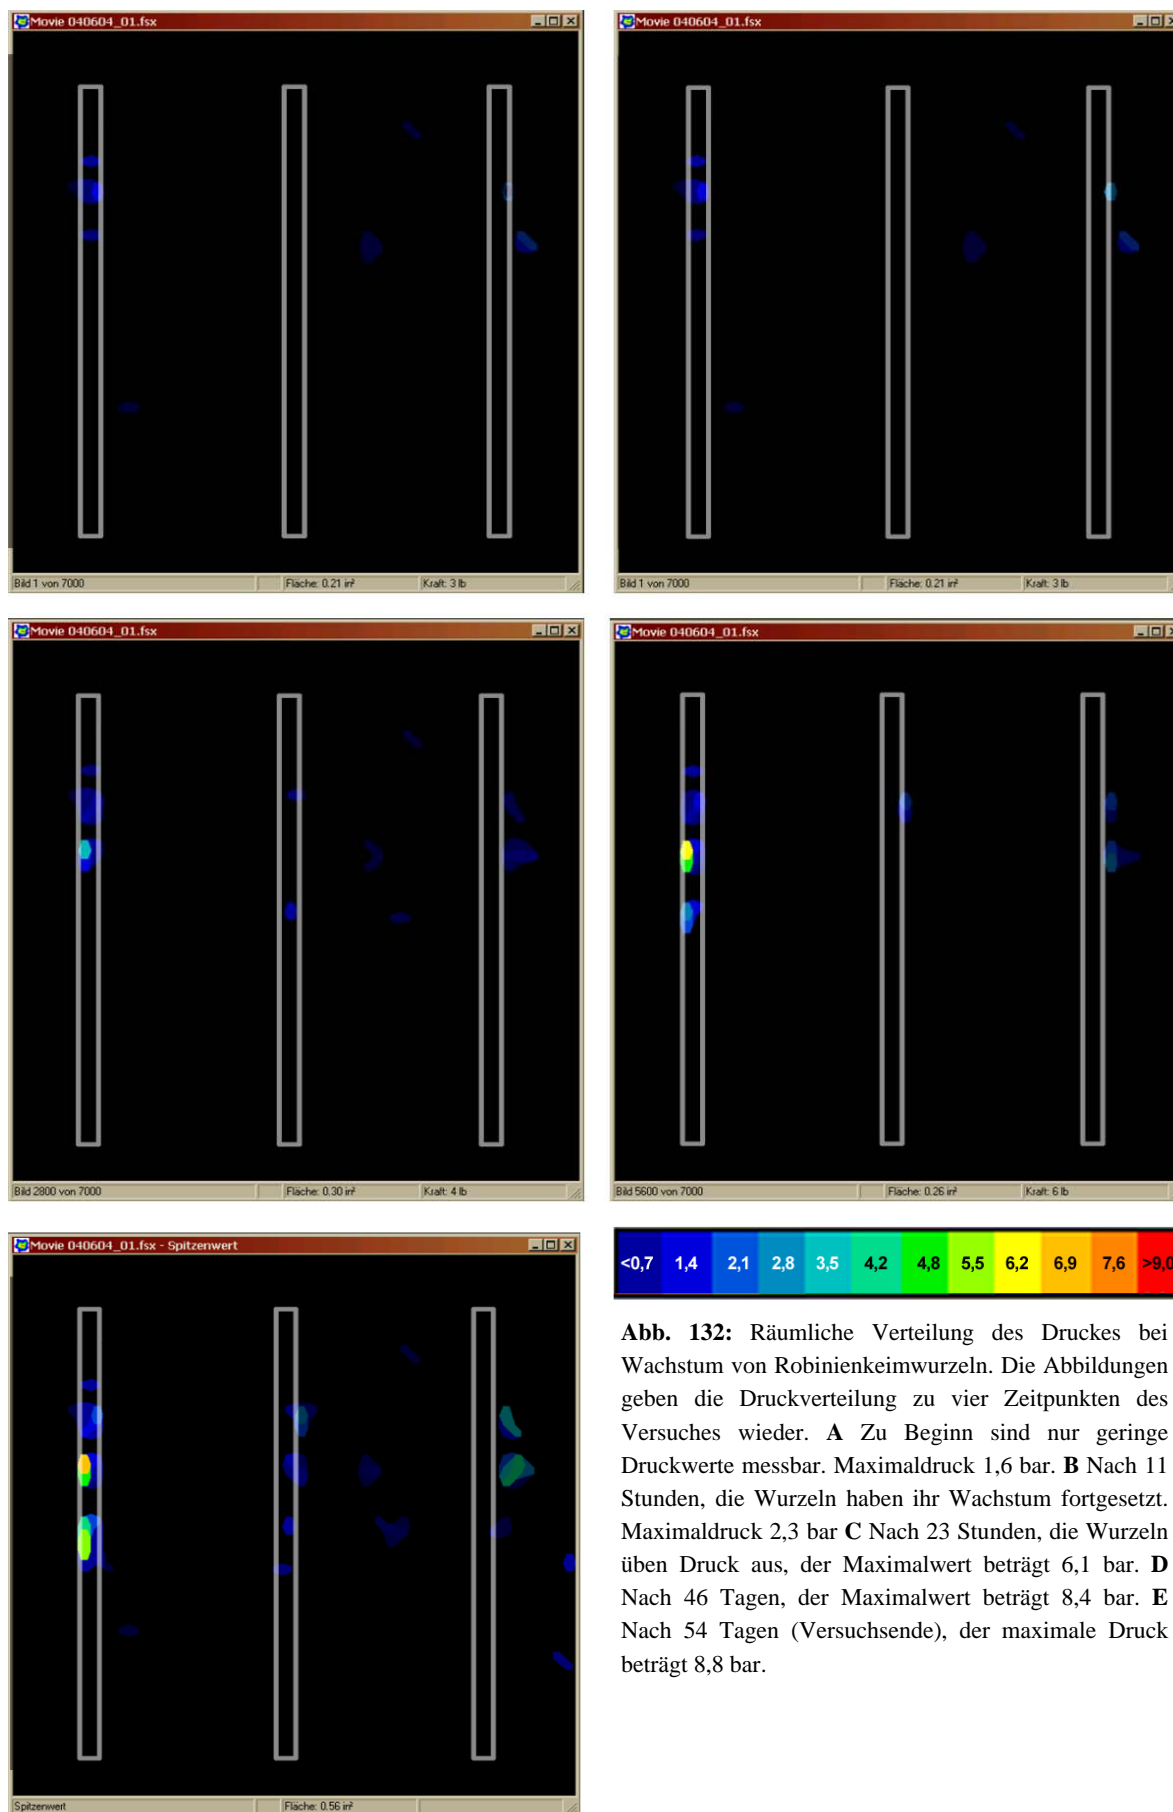 Movie 040604_01.fsx
Bild 1 von 7000 Fläche: 0.21 in² Kraft: 3 lb
Movie 040604_01.fsx
Bild 1 von 7000 Fläche: 0.21 in² Kraft: 3 lb
Movie 040604_01.fsx
Bild 2800 von 7000 Fläche: 0.30 in² Kraft: 4 lb
Movie 040604_01.fsx
Bild 5600 von 7000 Fläche: 0.26 in² Kraft: 6 lb
Movie 040604_01.fsx - Spitzenwert
Spitzenwert Fläche: 0.56 in²
<0,7 1,4 2,1 2,8 3,5 4,2 4,8 5,5 6,2 6,9 7,6 >9,0
Abb. 132: Räumliche Verteilung des Druckes bei
Wachstum von Robinienkeimwurzeln. Die Abbildungen
geben die Druckverteilung zu vier Zeitpunkten des
Versuches wieder. A Zu Beginn sind nur geringe
Druckwerte messbar. Maximaldruck 1,6 bar. B Nach 11
Stunden, die Wurzeln haben ihr Wachstum fortgesetzt.
Maximaldruck 2,3 bar C Nach 23 Stunden, die Wurzeln
üben Druck aus, der Maximalwert beträgt 6,1 bar. D
Nach 46 Tagen, der Maximalwert beträgt 8,4 bar. E
Nach 54 Tagen (Versuchsende), der maximale Druck
beträgt 8,8 bar.